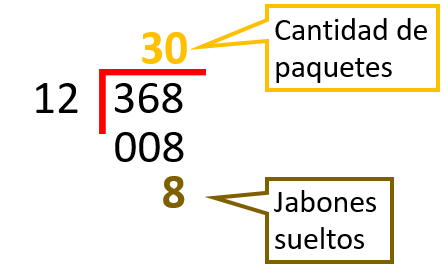 30
Cantidad de
paquetes
12 368
008
8
Jabones
sueltos